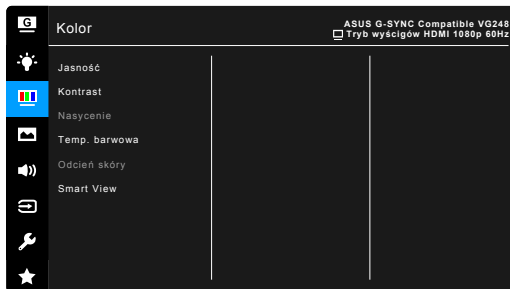 G
Kolor
ASUS G-SYNC Compatible VG248
Tryb wyścigów HDMI 1080p 60Hz
Jasność
Kontrast
Nasycenie
Temp. barwowa
Odcień skóry
Smart View